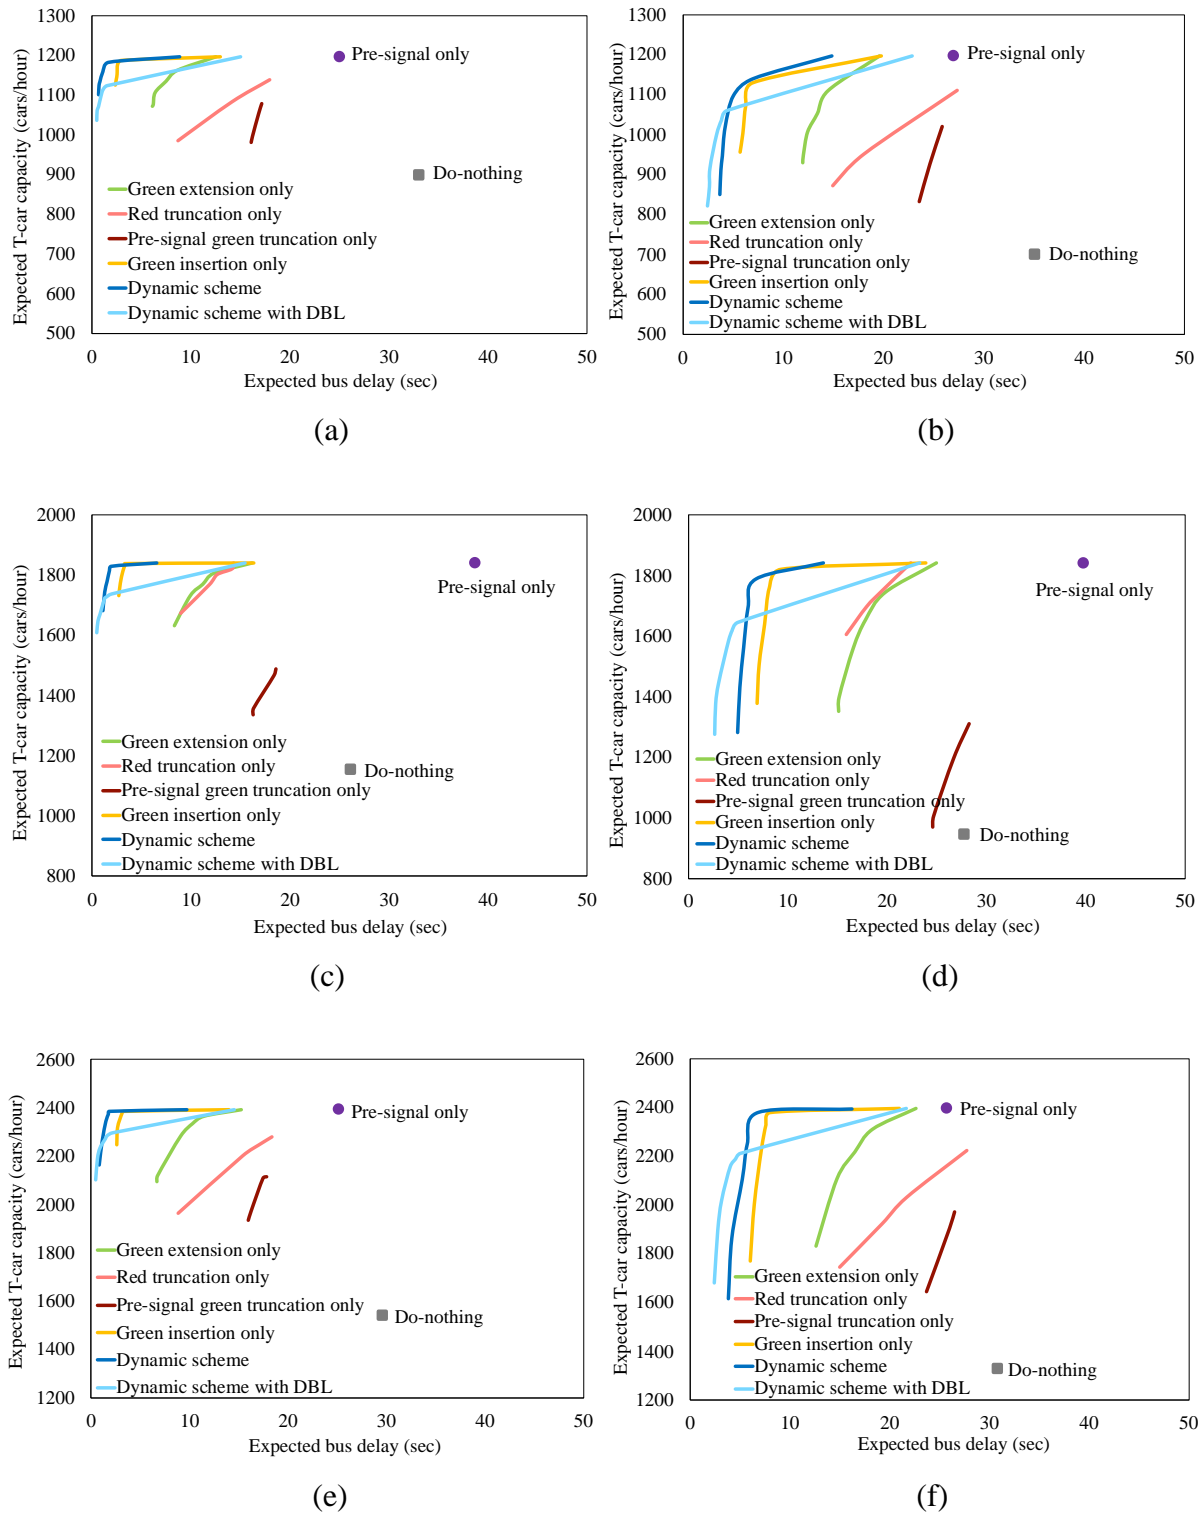 Expected T-car capacity (cars/hour)
1300
1200
1100
1000
900
800
700
600
500
Pre-signal only
Do-nothing
Green extension only
Red truncation only
Pre-signal green truncation only
Green insertion only
Dynamic scheme
Dynamic scheme with DBL
0 10 20 30 40 50
Expected bus delay (sec)
(a)
Expected T-car capacity (cars/hour)
1300
1200
1100
1000
900
800
700
600
500
Pre-signal only
Green extension only
Red truncation only
Do-nothing
Pre-signal truncation only
Green insertion only
Dynamic scheme
Dynamic scheme with DBL
0 10 20 30 40 50
Expected bus delay (sec)
(b)
Expected T-car capacity (cars/hour)
2000
1800
1600
1400
1200
1000
800
Pre-signal only
Green extension only
Red truncation only
Do-nothing
Pre-signal green truncation only
Green insertion only
Dynamic scheme
Dynamic scheme with DBL
0 10 20 30 40 50
Expected bus delay (sec)
(c)
Expected T-car capacity (cars/hour)
2000
1800
1600
1400
1200
1000
800
Pre-signal only
Green extension only
Red truncation only
Pre-signal green truncation only
Green insertion only
Do-nothing
Dynamic scheme
Dynamic scheme with DBL
0 10 20 30 40 50
Expected bus delay (sec)
(d)
Expected T-car capacity (cars/hour)
2600
2400
2200
2000
1800
1600
1400
1200
Pre-signal only
Green extension only
Red truncation only
Pre-signal green truncation only
Do-nothing
Green insertion only
Dynamic scheme
Dynamic scheme with DBL
0 10 20 30 40 50
Expected bus delay (sec)
(e)
Expected T-car capacity (cars/hour)
2600
2400
2200
2000
1800
1600
1400
1200
Pre-signal only
Green extension only
Red truncation only
Pre-signal truncation only
Green insertion only
Dynamic scheme
Do-nothing
Dynamic scheme with DBL
0 10 20 30 40 50
Expected bus delay (sec)
(f)